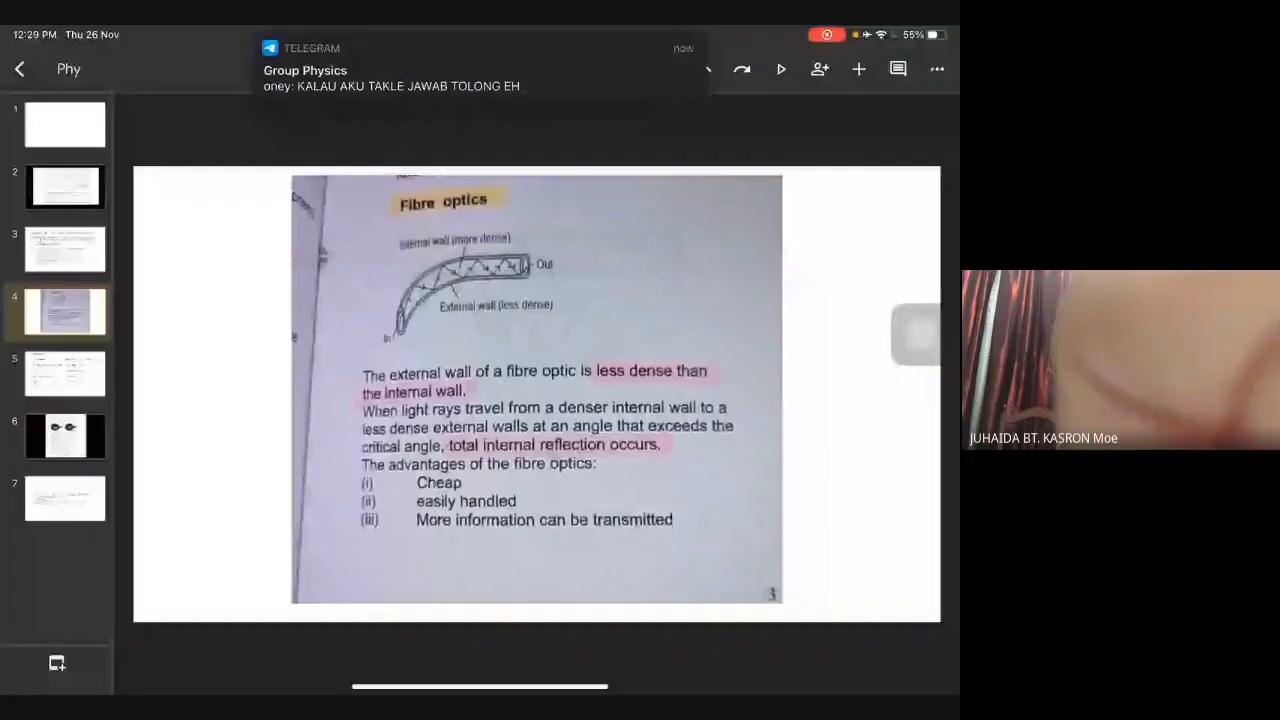 12:29 PM Thu 26 Nov
55%
TELEGRAM
now
Group Physics
oney: KALAU AKU TAKLE JAWAB TOLONG EH
Phy
1
2
3
4
5
6
7
Fibre optics
Internal wall (more dense)
Out
External wall (less dense)
In
The external wall of a fibre optic is less dense than
the internal wall.
When light rays travel from a denser internal wall to a
less dense external walls at an angle that exceeds the
critical angle, total internal reflection occurs.
The advantages of the fibre optics:
(i) Cheap
(ii) easily handled
(iii) More information can be transmitted
3
JUHAIDA BT. KASRON Moe